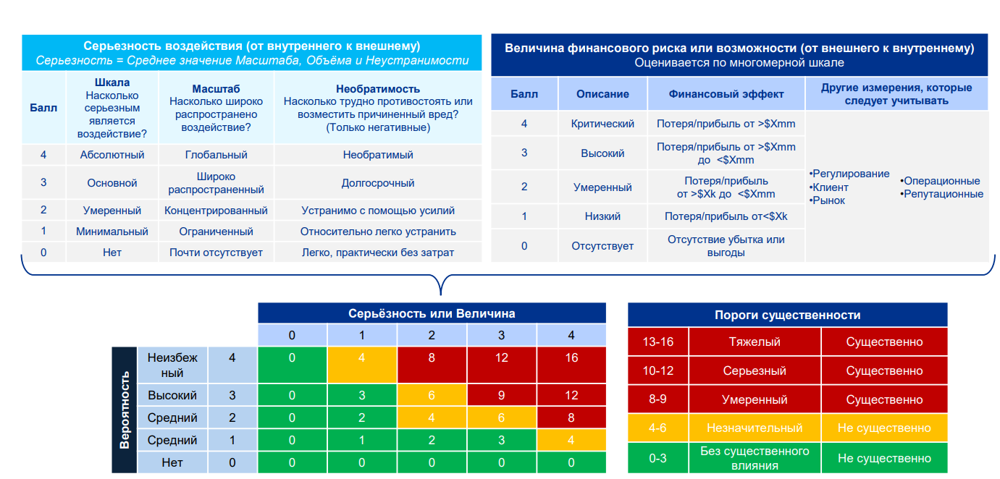 Серьезность воздействия (от внутреннего к внешнему)
Серьезность = Среднее значение Масштаба, Объёма и Неустранимости
Балл
Шкала
Насколько
серьезным
является
воздействие?
Масштаб
Насколько широко
распространено
воздействие?
Необратимость
Насколько трудно противостоять или
возместить причиненный вред?
(Только негативные)
4
Абсолютный
Глобальный
Необратимый
3
Основной
Широко
распространенный
Долгосрочный
2
Умеренный
Концентрированный
Устранимо с помощью усилий
1
Минимальный
Ограниченный
Относительно легко устранить
0
Нет
Почти отсутствует
Легко, практически без затрат
Величина финансового риска или возможности (от внешнего к внутреннему)
Оценивается по многомерной шкале
Балл
Описание
Финансовый эффект
Другие измерения, которые
следует учитывать
4
Критический
Потеря/прибыль от >$Xmm
3
Высокий
Потеря/прибыль от >$Xmm
до <$Xmm
2
Умеренный
Потеря/прибыль
от >$Xk до <$Xmm
1
Низкий
Потеря/прибыль от<$Xk
0
Отсутствует
Отсутствие убытка или
выгоды
•Регулирование
•Клиент
•Рынок
•Операционные
•Репутационные
Серьёзность или Величина
0 1 2 3 4
Вероятность
Неизбеж
ный
4 0 4 8 12 16
Высокий 3 0 3 6 9 12
Средний 2 0 2 4 6 8
Средний 1 0 1 2 3 4
Нет 0 0 0 0 0 0
Пороги существенности
13-16 Тяжелый Существенно
10-12 Серьезный Существенно
8-9 Умеренный Существенно
4-6 Незначительный Не существенно
0-3
Без существенного
влияния
Не существенно